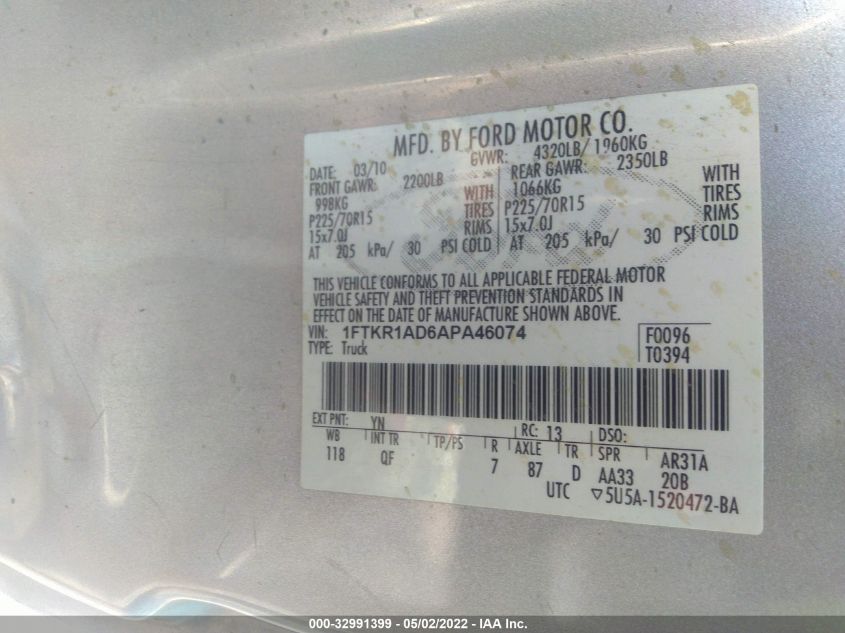 MFD. BY FORD MOTOR CO.
DATE: 03/10 GVWR: 4320LB/ 1960KG
FRONT GAWR: 2200LB REAR GAWR: 2350LB
998KG WITH 1066KG WITH
P225/70R15 TIRES P225/70R15 TIRES
15x7.0J RIMS 15x7.0J RIMS
AT 205 kPa/ 30 PSI COLD AT 205 kPa/ 30 PSI COLD
THIS VEHICLE CONFORMS TO ALL APPLICABLE FEDERAL MOTOR
VEHICLE SAFETY AND THEFT PREVENTION STANDARDS IN
EFFECT ON THE DATE OF MANUFACTURE SHOWN ABOVE.
VIN: 1FTKR1AD6APA46074 F0096
TYPE: Truck T0394
EXT PNT: YN RC: 13 DSO:
WB INT TR TP/PS R AXLE TR SPR AR31A
118 QF 7 87 D AA33 20B
UTC ▽5U5A-1520472-BA
Ford
000-32991399 - 05/02/2022 - IAA Inc.